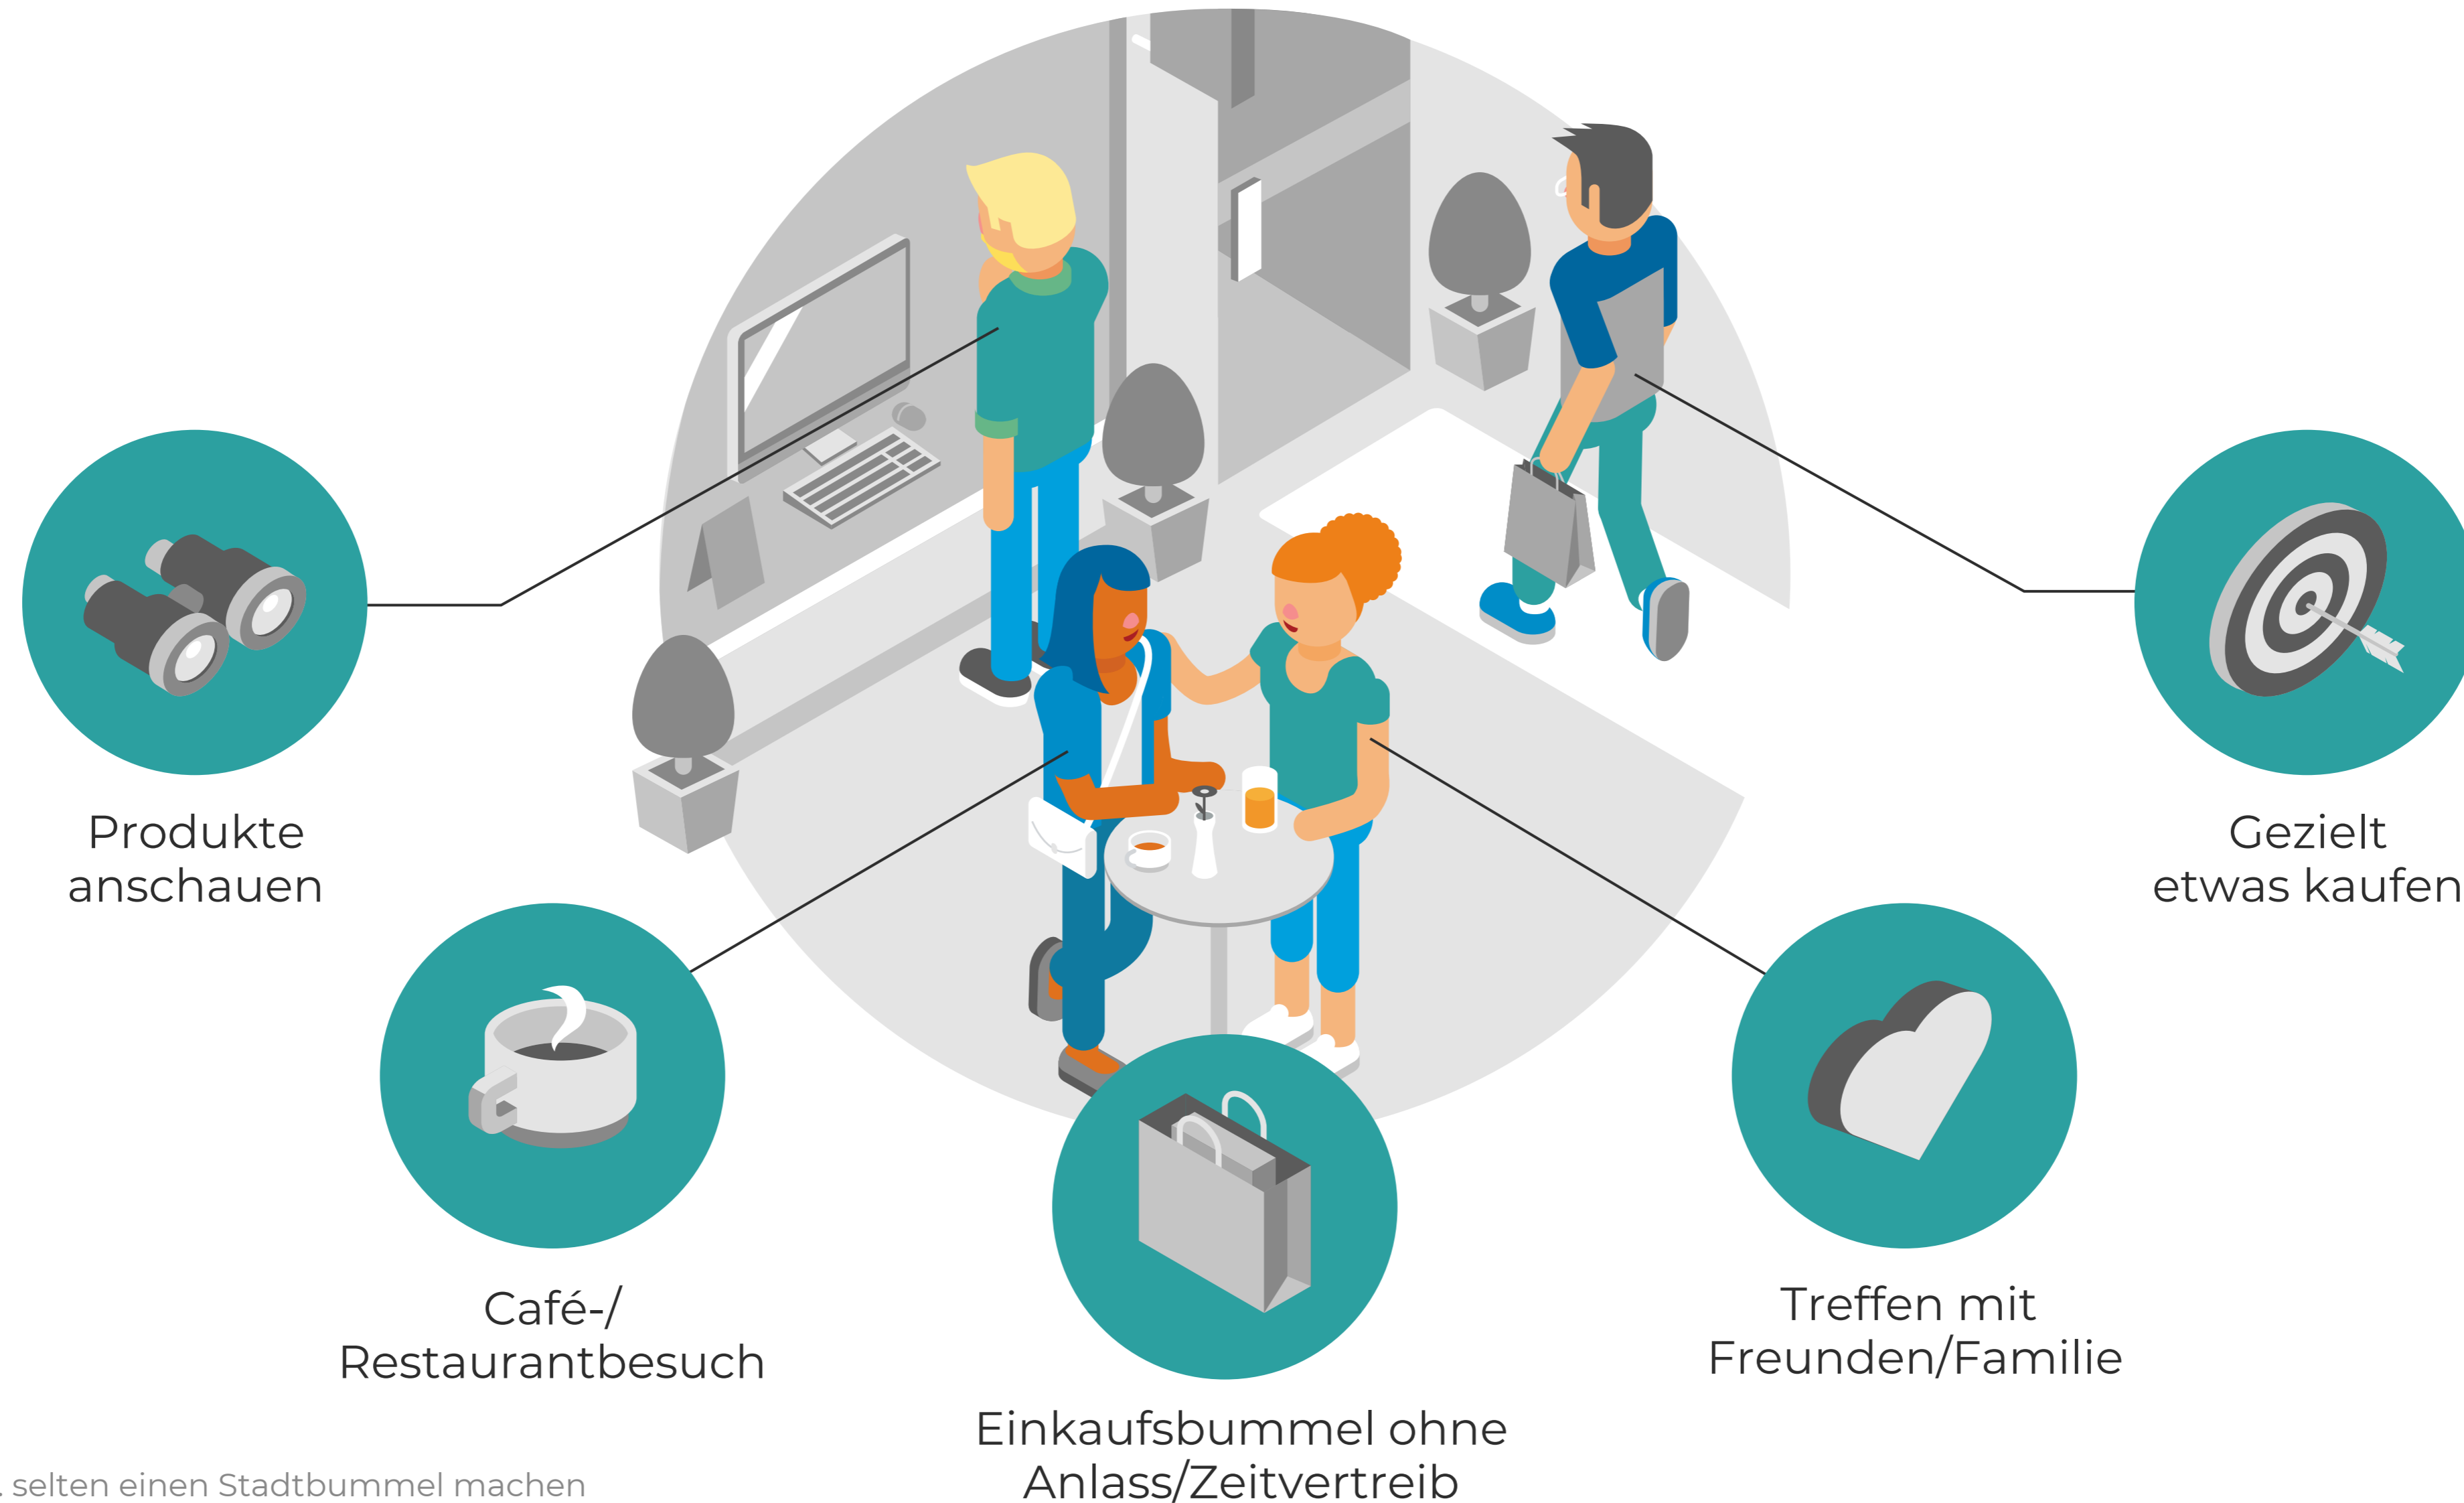 Produkte
anschauen
Gezielt
etwas kaufen
Café-/
Restaurantbesuch
Treffen mit
Freunden/Familie
Einkaufsbummel ohne
Anlass/Zeitvertreib
. selten einen Stadtbummel machen